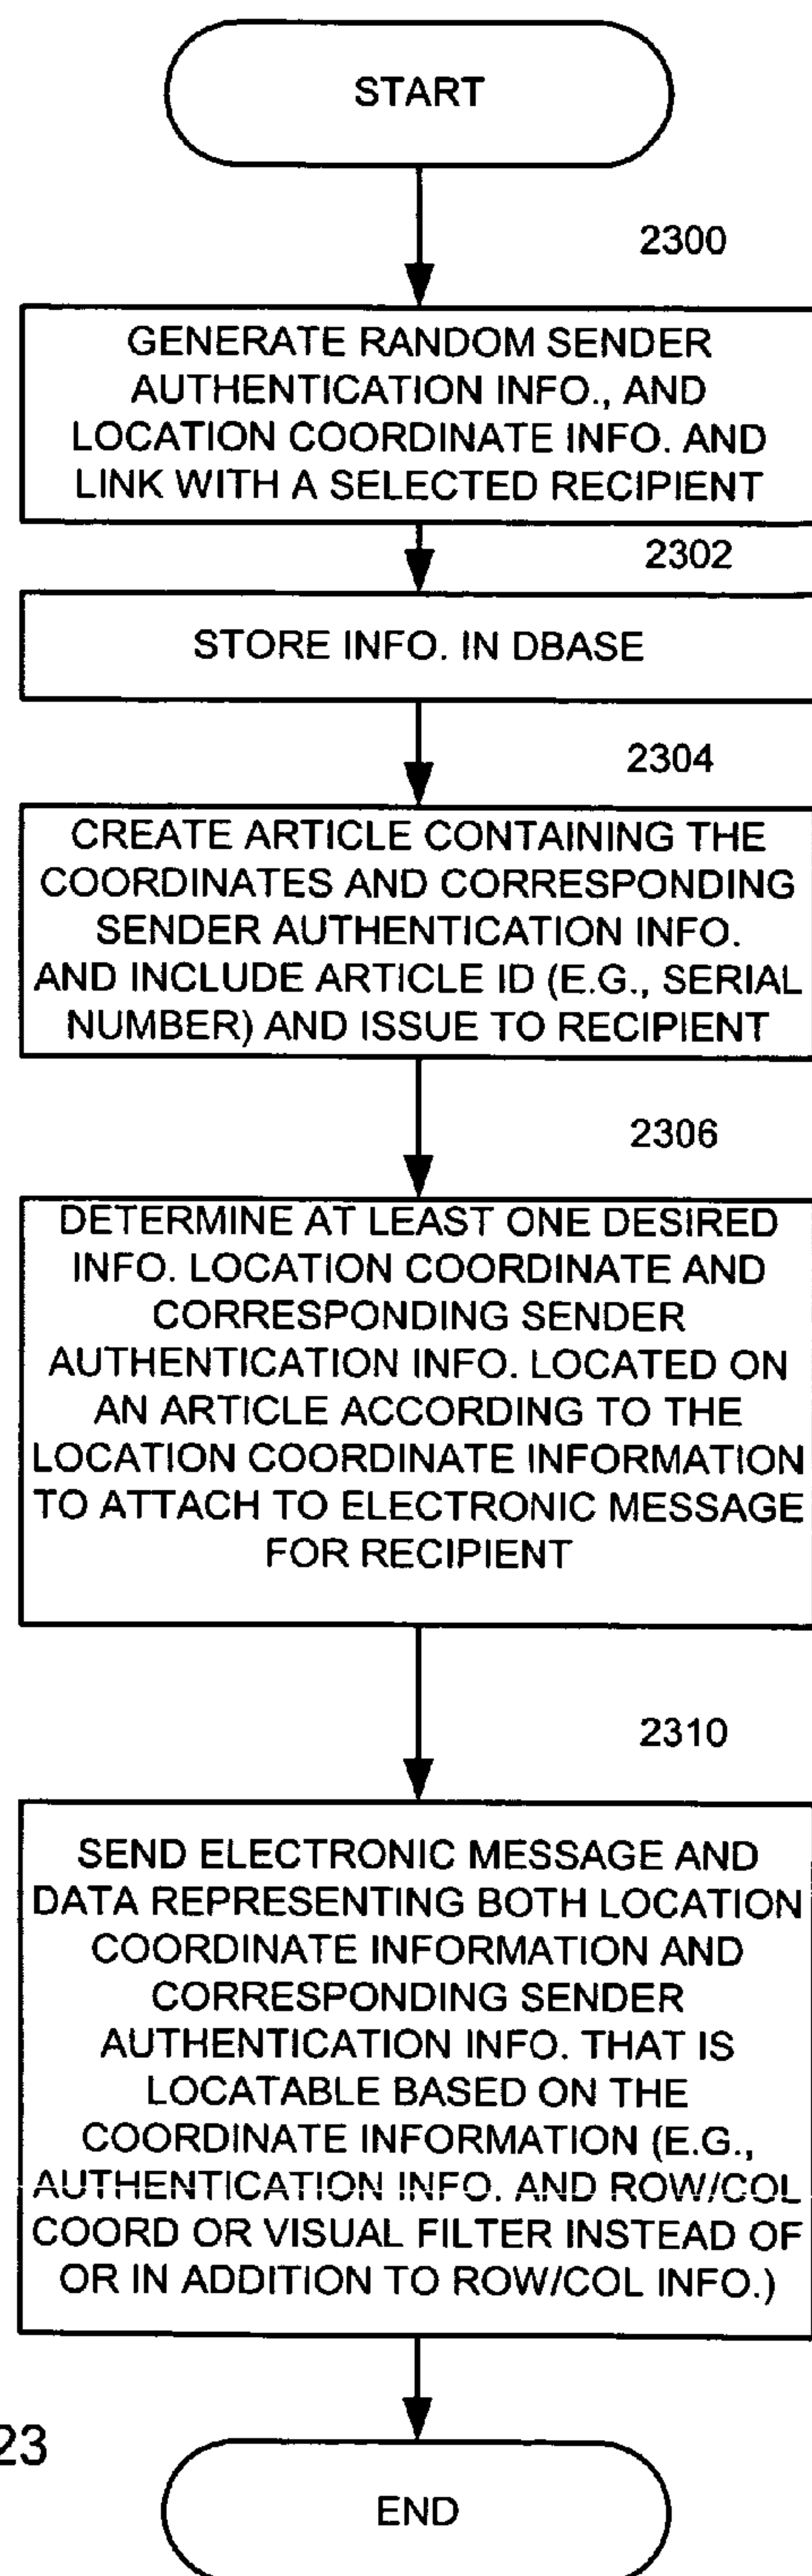 START
2300
GENERATE RANDOM SENDER
AUTHENTICATION INFO., AND
LOCATION COORDINATE INFO. AND
LINK WITH A SELECTED RECIPIENT
2302
STORE INFO. IN DBASE
2304
CREATE ARTICLE CONTAINING THE
COORDINATES AND CORRESPONDING
SENDER AUTHENTICATION INFO.
AND INCLUDE ARTICLE ID (E.G., SERIAL
NUMBER) AND ISSUE TO RECIPIENT
2306
DETERMINE AT LEAST ONE DESIRED
INFO. LOCATION COORDINATE AND
CORRESPONDING SENDER
AUTHENTICATION INFO. LOCATED ON
AN ARTICLE ACCORDING TO THE
LOCATION COORDINATE INFORMATION
TO ATTACH TO ELECTRONIC MESSAGE
FOR RECIPIENT
2310
SEND ELECTRONIC MESSAGE AND
DATA REPRESENTING BOTH LOCATION
COORDINATE INFORMATION AND
CORRESPONDING SENDER
AUTHENTICATION INFO. THAT IS
LOCATABLE BASED ON THE
COORDINATE INFORMATION (E.G.,
AUTHENTICATION INFO. AND ROW/COL
COORD OR VISUAL FILTER INSTEAD OF
OR IN ADDITION TO ROW/COL INFO.)
23
END